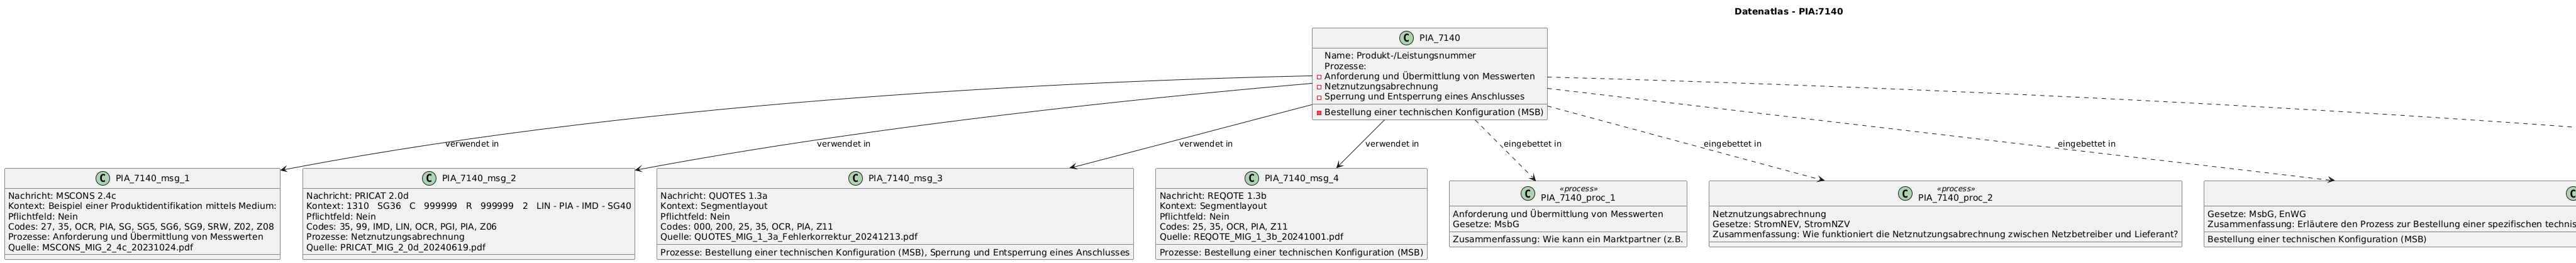 Datenatlas - PIA:7140
C PIA_7140
Name: Produkt-/Leistungsnummer
Prozesse:
Anforderung und Übermittlung von Messwerten
Netznutzungsabrechnung
Sperrung und Entsperrung eines Anschlusses
Bestellung einer technischen Konfiguration (MSB)
verwendet in
verwendet in
verwendet in
verwendet in
eingebettet in
eingebettet in
eingebettet in
C PIA_7140_msg_1
Nachricht: MSCONS 2.4c
Kontext: Beispiel einer Produktidentifikation mittels Medium:
Pflichtfeld: Nein
Codes: 27, 35, OCR, PIA, SG, SG5, SG6, SG9, SRW, Z02, Z08
Prozesse: Anforderung und Übermittlung von Messwerten
Quelle: MSCONS_MIG_2_4c_20231024.pdf
C PIA_7140_msg_2
Nachricht: PRICAT 2.0d
Kontext: 1310 SG36 C 999999 R 999999 2 LIN - PIA - IMD - SG40
Pflichtfeld: Nein
Codes: 35, 99, IMD, LIN, OCR, PGI, PIA, Z06
Prozesse: Netznutzungsabrechnung
Quelle: PRICAT_MIG_2_0d_20240619.pdf
C PIA_7140_msg_3
Nachricht: QUOTES 1.3a
Kontext: Segmentlayout
Pflichtfeld: Nein
Codes: 000, 200, 25, 35, OCR, PIA, Z11
Quelle: QUOTES_MIG_1_3a_Fehlerkorrektur_20241213.pdf
Prozesse: Bestellung einer technischen Konfiguration (MSB), Sperrung und Entsperrung eines Anschlusses
C PIA_7140_msg_4
Nachricht: REQOTE 1.3b
Kontext: Segmentlayout
Pflichtfeld: Nein
Codes: 25, 35, OCR, PIA, Z11
Quelle: REQOTE_MIG_1_3b_20241001.pdf
Prozesse: Bestellung einer technischen Konfiguration (MSB)
«process»
C PIA_7140_proc_1
Anforderung und Übermittlung von Messwerten
Gesetze: MsbG
Zusammenfassung: Wie kann ein Marktpartner (z.B.
«process»
C PIA_7140_proc_2
Netznutzungsabrechnung
Gesetze: StromNEV, StromNZV
Zusammenfassung: Wie funktioniert die Netznutzungsabrechnung zwischen Netzbetreiber und Lieferant?
Gesetze: MsbG, EnWG
Zusammenfassung: Erläutere den Prozess zur Bestellung einer spezifischen technis
Bestellung einer technischen Konfiguration (MSB)